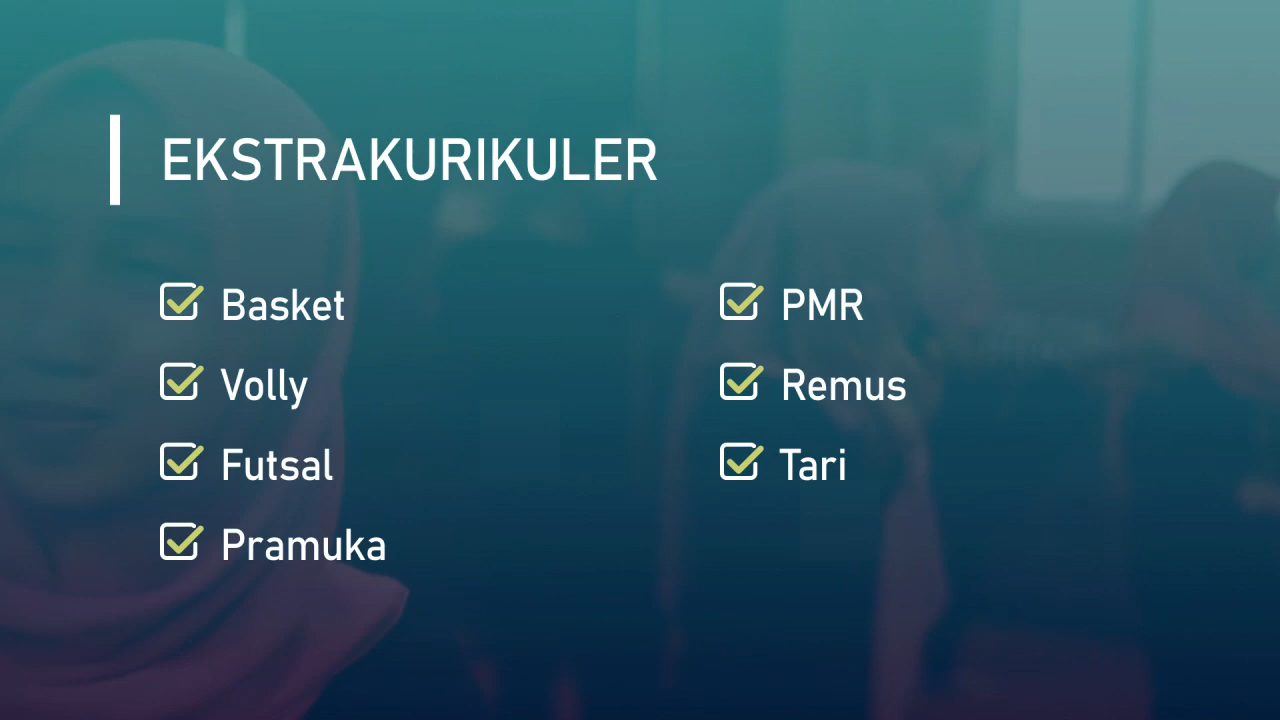 EKSTRAKURIKULER
Basket
Volly
Futsal
Pramuka
PMR
Remus
Tari